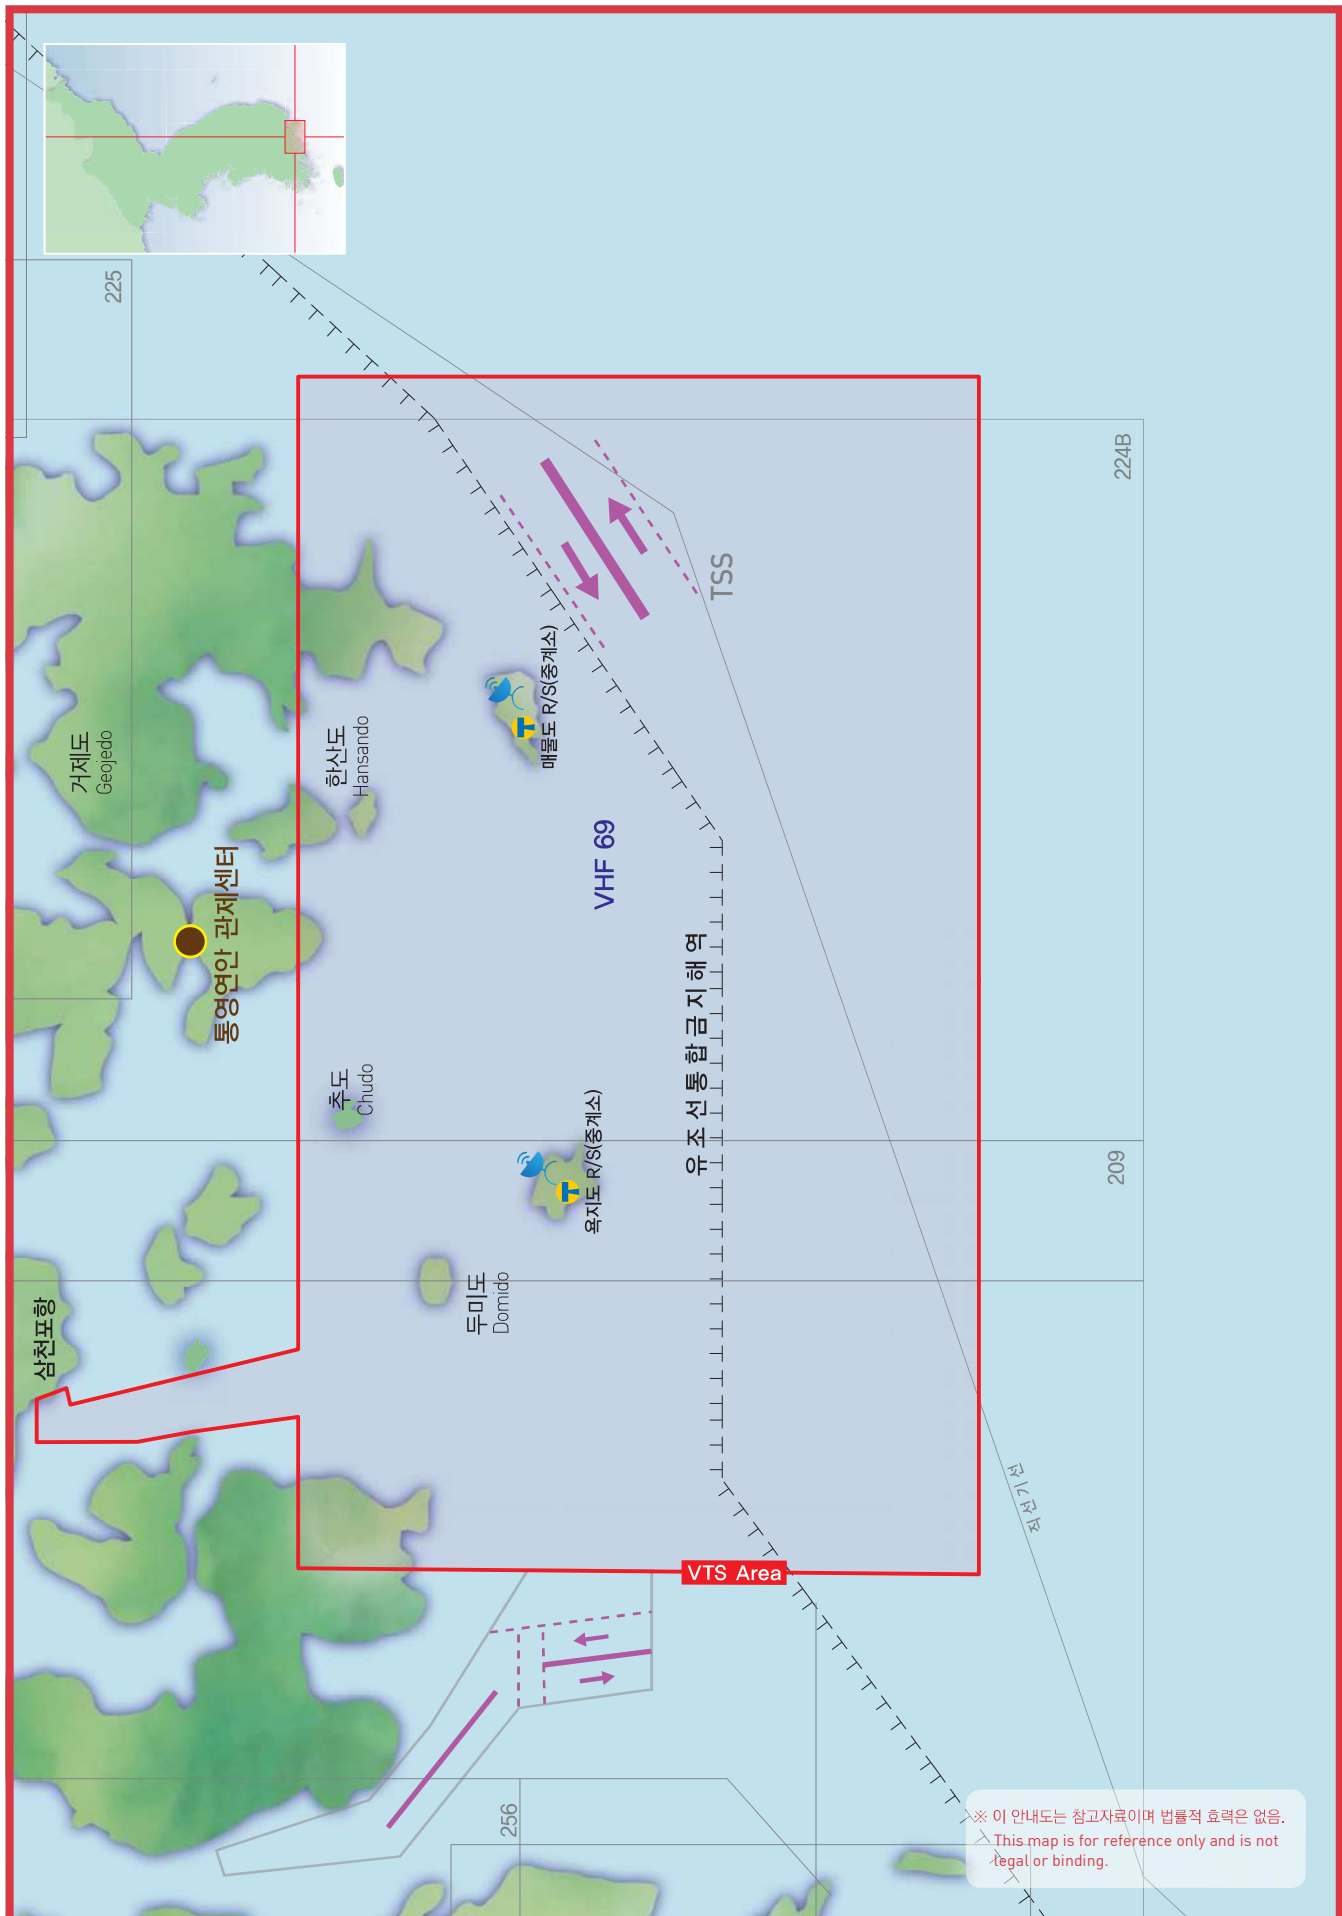 225
224B
TSS
거제도
Geojedo
한산도
Hansando
매물도 R/S(중계소)
VHF 69
통영연안 관제센터
유조선통합금지해역
추도
Chudo
욕지도 R/S(중계소)
209
두미도
Domido
삼천포항
직선기선
VTS Area
256
※ 이 안내도는 참고자료이며 법률적 효력은 없음.
This map is for reference only and is not
legal or binding.